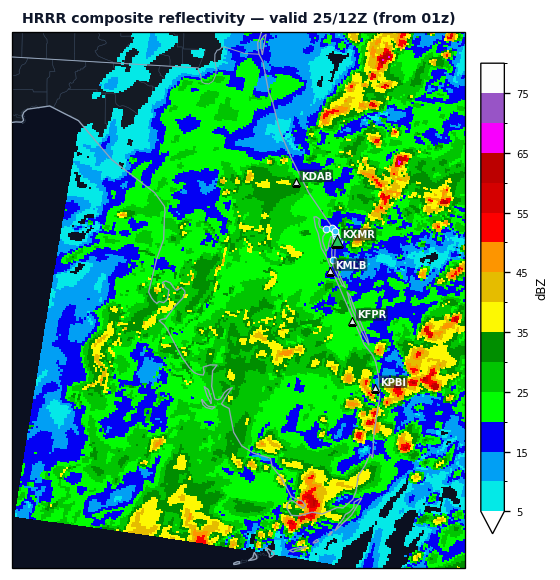 HRRR composite reflectivity — valid 25/12Z (from 01z)
KDAB
KXMR
KMLB
KFPR
KPBI
75
65
55
45
35
25
15
5
dBZ